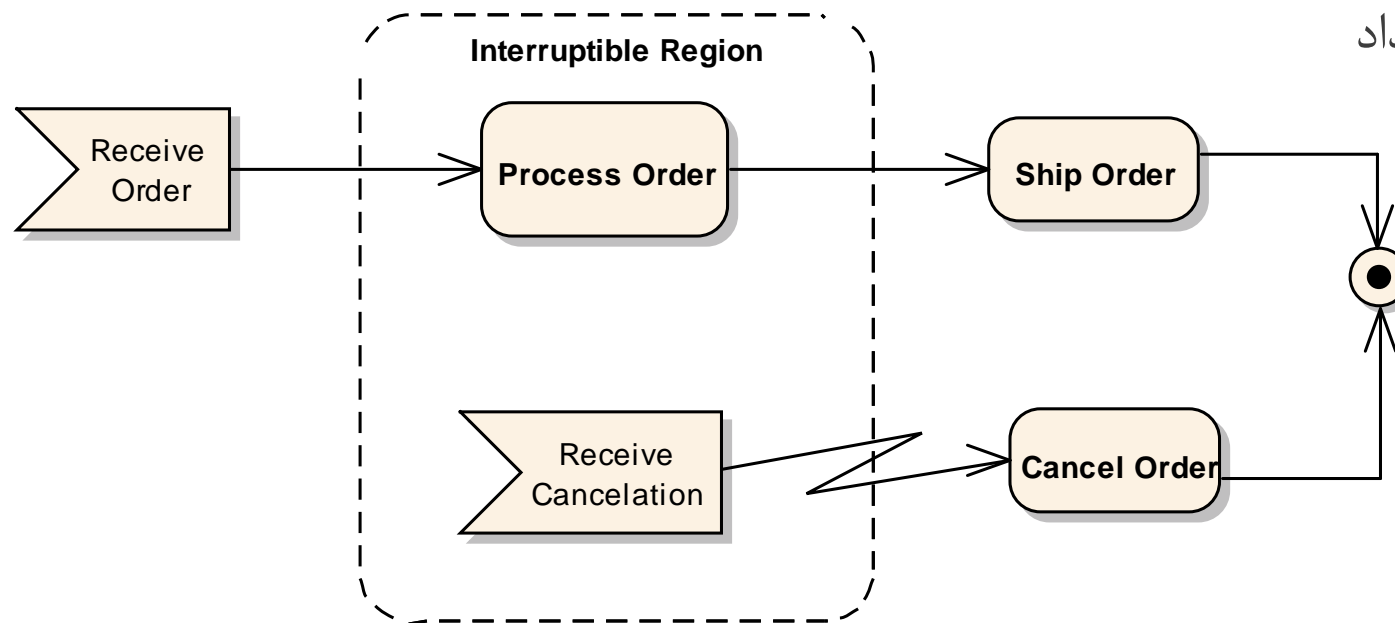 Interruptible Region
Receive
Order
Process Order
Ship Order
Receive
Cancelation
Cancel Order